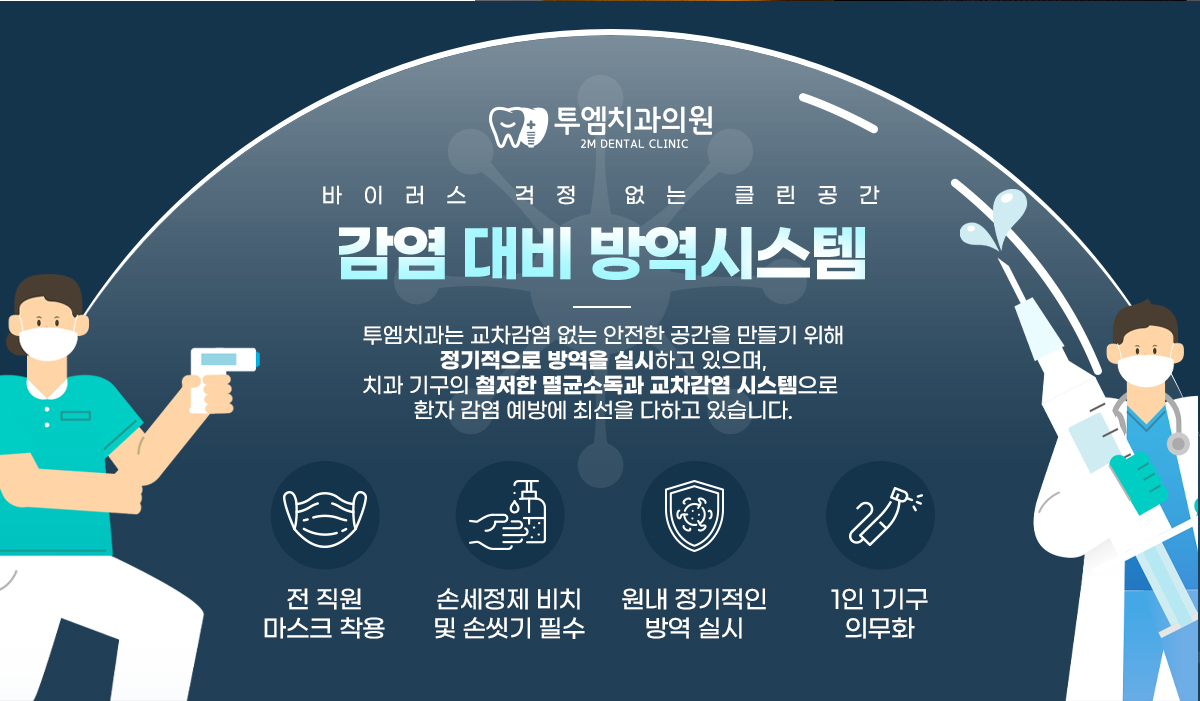 투엠치과의원
2M DENTAL CLINIC
바이러스 걱정 없는 클린공간
감염 대비 방역시스템
투엠치과는 교차감염 없는 안전한 공간을 만들기 위해
정기적으로 방역을 실시하고 있으며,
치과 기구의 철저한 멸균소독과 교차감염 시스템으로
환자 감염 예방에 최선을 다하고 있습니다.
전 직원
마스크 착용
손세정제 비치
및 손씻기 필수
원내 정기적인
방역 실시
1인 1기구
의무화